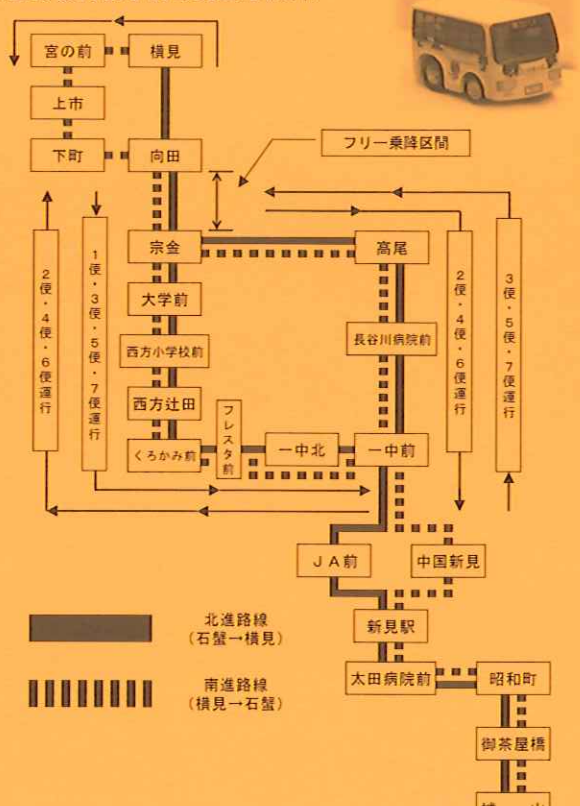 宮の前
横見
上市
下町
向田
フリー乗降区間
宗金
高尾
大学前
西方小学校前
長谷川病院前
西方辻田
くろかみ前
フレスタ前
一中北
一中前
2便・4便・6便運行
1便・3便・5便・7便運行
2便・4便・6便運行
3便・5便・7便運行
JA前
中国新見
新見駅
太田病院前
昭和町
御茶屋橋
北進路線
(石蟹→横見)
南進路線
(横見→石蟹)